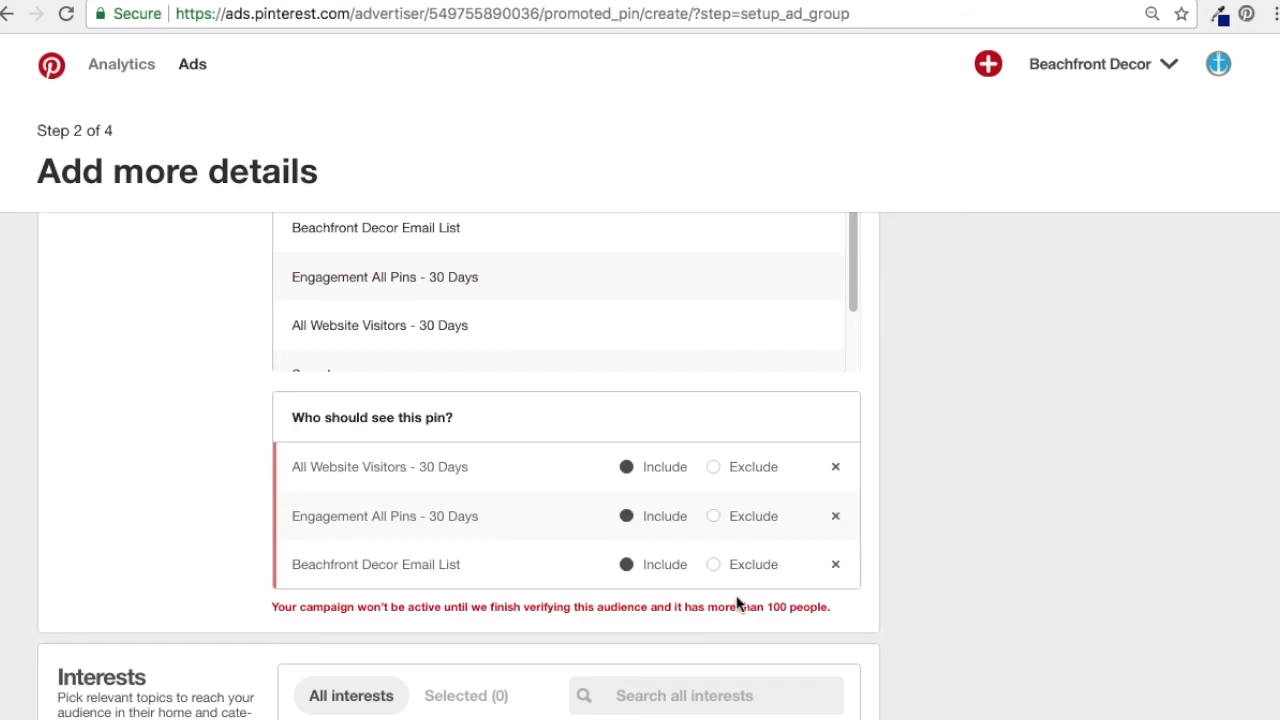 Secure https://ads.pinterest.com/advertiser/549755890036/promoted_pin/create/?step=setup_ad_group
Analytics Ads Beachfront Decor
Step 2 of 4
Add more details
Beachfront Decor Email List
Engagement All Pins - 30 Days
All Website Visitors - 30 Days
Who should see this pin?
All Website Visitors - 30 Days Include Exclude ×
Engagement All Pins - 30 Days Include Exclude ×
Beachfront Decor Email List Include Exclude ×
Your campaign won't be active until we finish verifying this audience and it has more than 100 people.
Interests
Pick relevant topics to reach your
audience in their home and cate-
All interests Selected (0) Search all interests